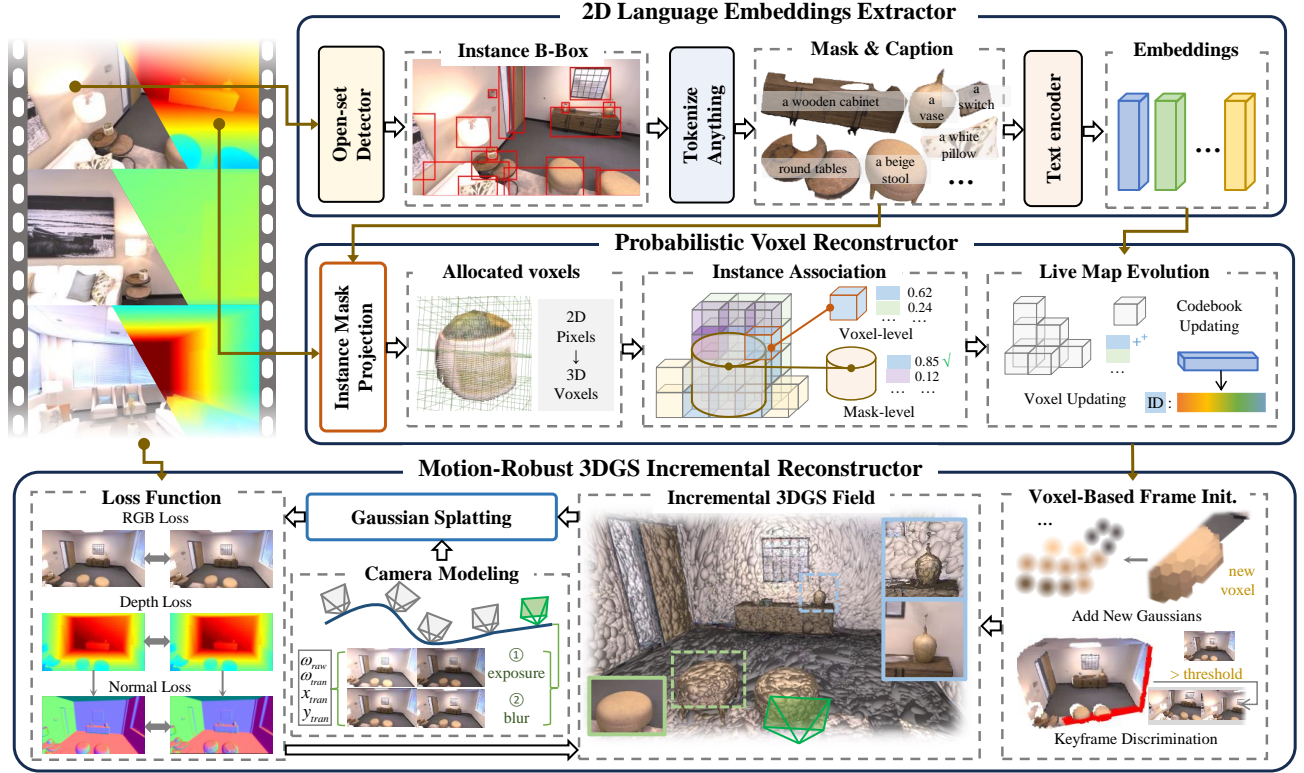 2D Language Embeddings Extractor
Open-set
Detector
Instance B-Box
Tokenize
Anything
Mask & Caption
a wooden cabinet
a
vase
a
switch
a white
pillow
round tables
a beige
stool
...
Text encoder
Embeddings
...
Probabilistic Voxel Reconstructor
Instance Mask
Projection
Allocated voxels
2D
Pixels
↓
3D
Voxels
Instance Association
0.62
0.24
... ...
Voxel-level
0.85 √
0.12
... ...
Mask-level
Live Map Evolution
++
...
Voxel Updating
Codebook
Updating
ID :
Motion-Robust 3DGS Incremental Reconstructor
Loss Function
RGB Loss
Depth Loss
Normal Loss
Gaussian Splatting
Camera Modeling
ω_raw
ω_tran
x_tran
y_tran
①
exposure
②
blur
Incremental 3DGS Field
Voxel-Based Frame Init.
...
new
voxel
Add New Gaussians
> threshold
Keyframe Discrimination